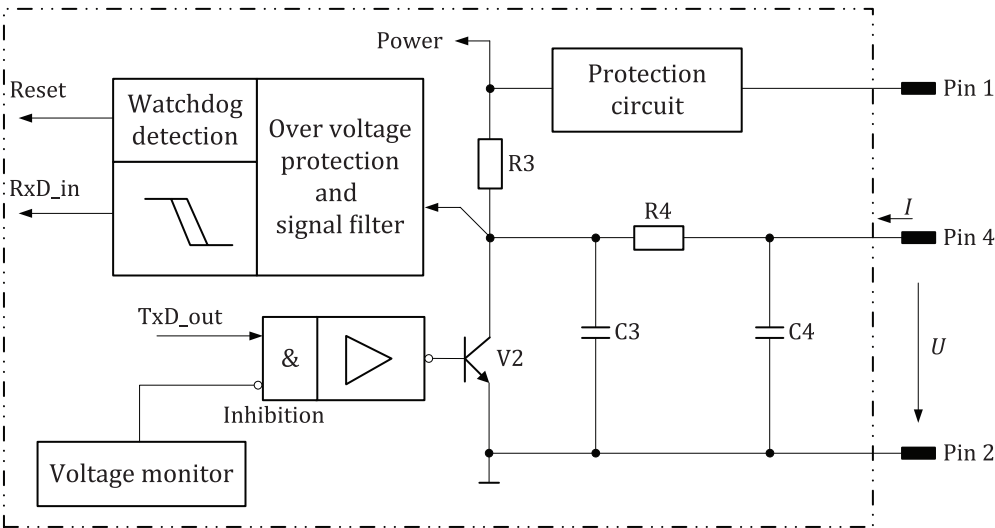 Power
Protection
circuit
Pin 1
Reset
Watchdog
detection
Over voltage
protection
and
signal filter
R3
RxD_in
R4
I
Pin 4
TxD_out
&
V2
C3
C4
U
Inhibition
Voltage monitor
Pin 2